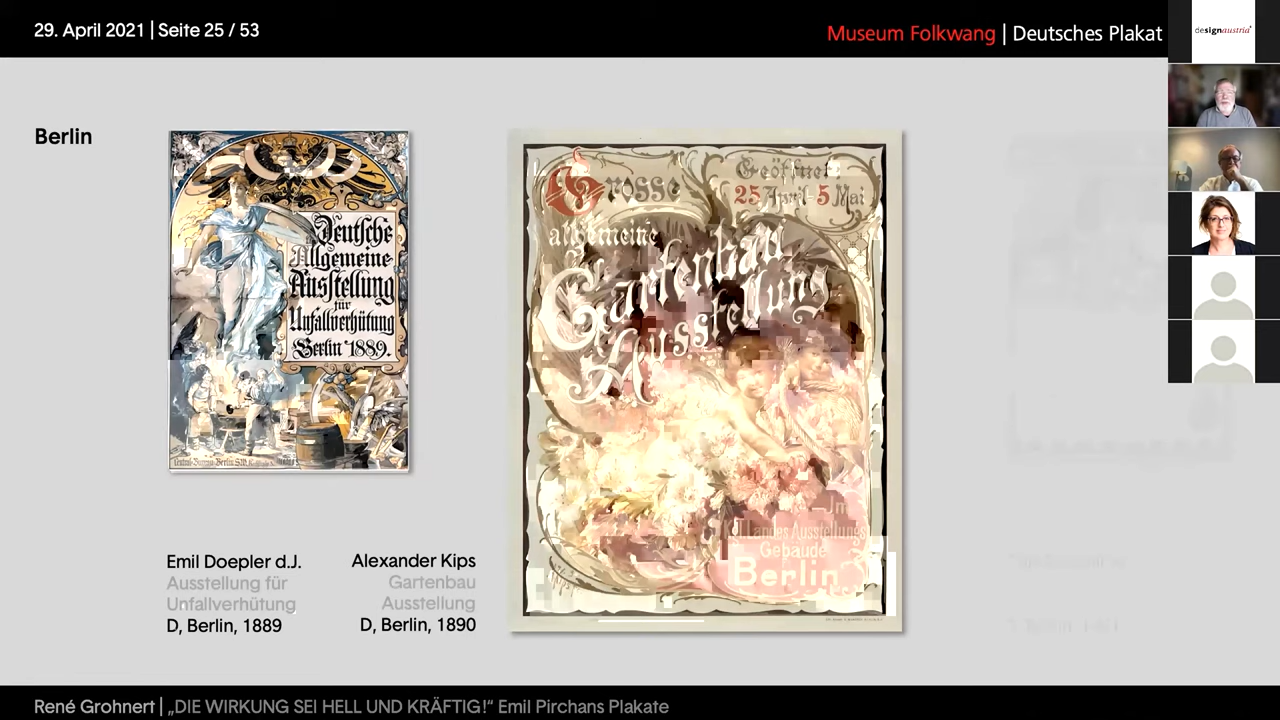 29. April 2021 | Seite 25 / 53
Museum Folkwang | Deutsches Plakat
designaustria
Berlin
Deutsche
Allgemeine
Ausstellung
für
Unfallverhütung
Berlin 1889.
Grosse
Geöffnet:
25 April - 5 Mai
allgemeine
Gartenbau
Ausstellung
Im
Landes Ausstellungs
Gebäude
Berlin
Emil Doepler d.J.
Ausstellung für
Unfallverhütung
D, Berlin, 1889
Alexander Kips
Gartenbau
Ausstellung
D, Berlin, 1890
René Grohnert | „DIE WIRKUNG SEI HELL UND KRÄFTIG!“ Emil Pirchans Plakate